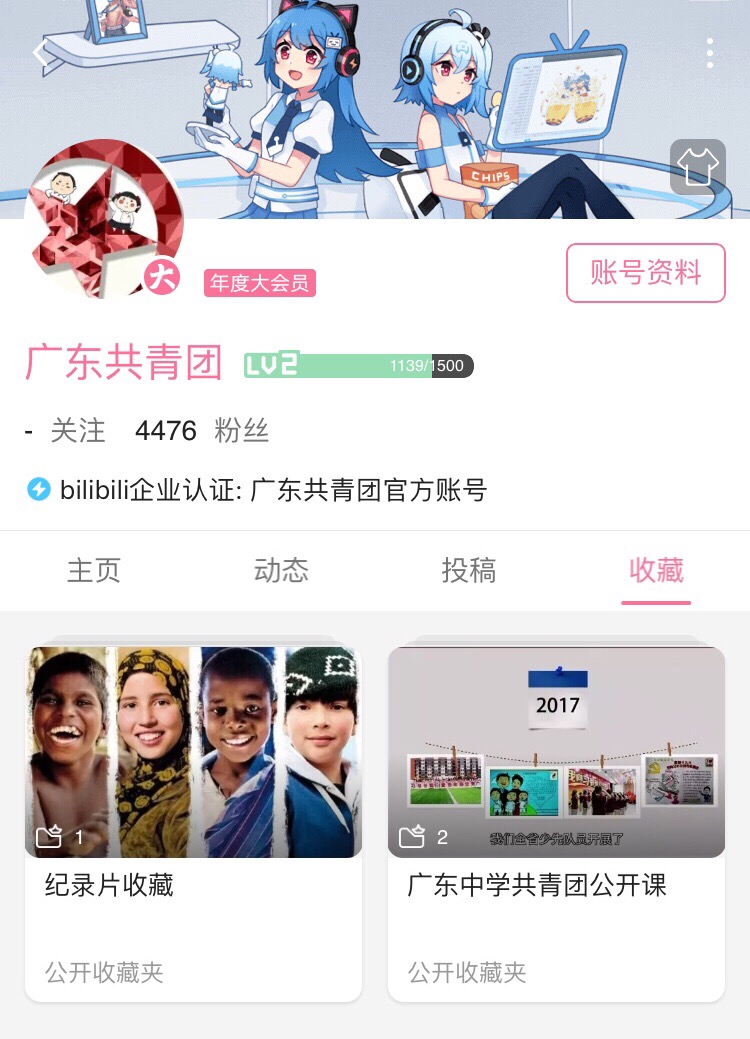 CHIPS
大
年度大会员
账号资料
广东共青团 LV2 1139/1500
- 关注 4476 粉丝
bilibili企业认证: 广东共青团官方账号
主页 动态 投稿 收藏
1
2017
我们全省少先队员开展了
2
纪录片收藏
广东中学共青团公开课
公开收藏夹
公开收藏夹